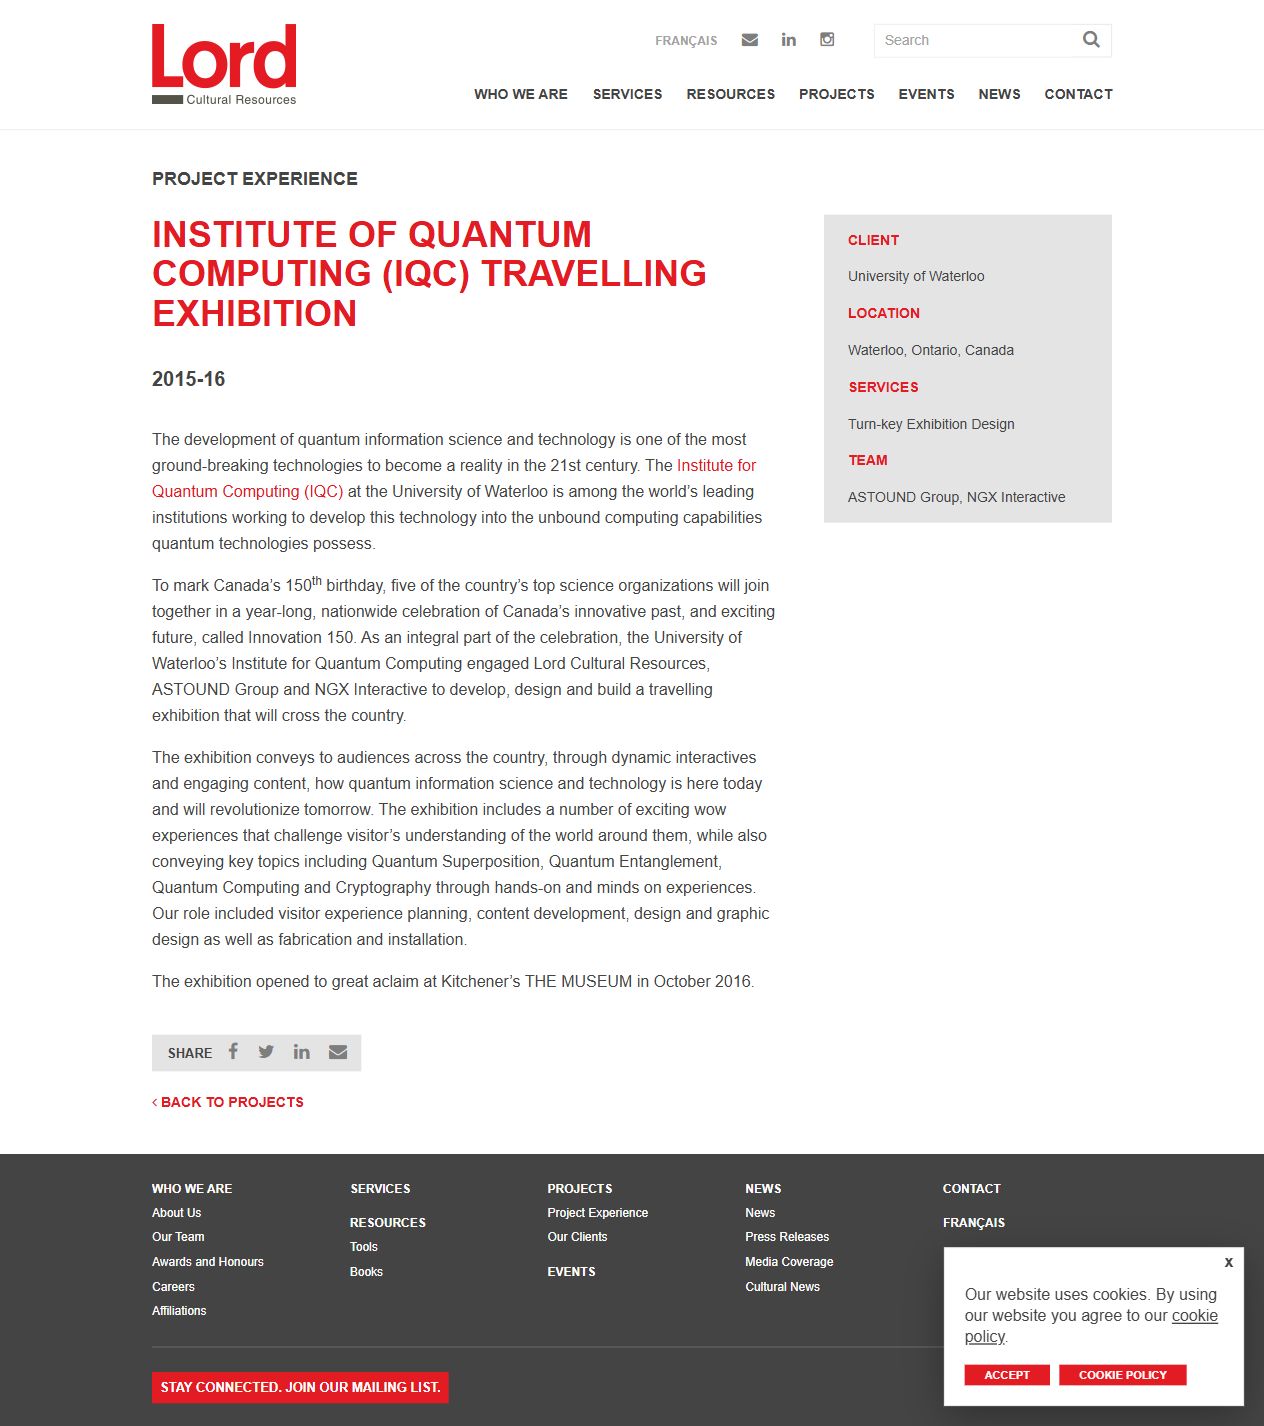 Lord
Cultural Resources
FRANÇAIS
Search
WHO WE ARE SERVICES RESOURCES PROJECTS EVENTS NEWS CONTACT
PROJECT EXPERIENCE
INSTITUTE OF QUANTUM
COMPUTING (IQC) TRAVELLING
EXHIBITION
2015-16
The development of quantum information science and technology is one of the most
ground-breaking technologies to become a reality in the 21st century. The Institute for
Quantum Computing (IQC) at the University of Waterloo is among the world’s leading
institutions working to develop this technology into the unbound computing capabilities
quantum technologies possess.
To mark Canada’s 150th birthday, five of the country’s top science organizations will join
together in a year-long, nationwide celebration of Canada’s innovative past, and exciting
future, called Innovation 150. As an integral part of the celebration, the University of
Waterloo’s Institute for Quantum Computing engaged Lord Cultural Resources,
ASTOUND Group and NGX Interactive to develop, design and build a travelling
exhibition that will cross the country.
The exhibition conveys to audiences across the country, through dynamic interactives
and engaging content, how quantum information science and technology is here today
and will revolutionize tomorrow. The exhibition includes a number of exciting wow
experiences that challenge visitor’s understanding of the world around them, while also
conveying key topics including Quantum Superposition, Quantum Entanglement,
Quantum Computing and Cryptography through hands-on and minds on experiences.
Our role included visitor experience planning, content development, design and graphic
design as well as fabrication and installation.
The exhibition opened to great aclaim at Kitchener’s THE MUSEUM in October 2016.
CLIENT
University of Waterloo
LOCATION
Waterloo, Ontario, Canada
SERVICES
Turn-key Exhibition Design
TEAM
ASTOUND Group, NGX Interactive
SHARE
‹ BACK TO PROJECTS
WHO WE ARE
About Us
Our Team
Awards and Honours
Careers
Affiliations
SERVICES
RESOURCES
Tools
Books
PROJECTS
Project Experience
Our Clients
EVENTS
NEWS
News
Press Releases
Media Coverage
Cultural News
CONTACT
FRANÇAIS
STAY CONNECTED. JOIN OUR MAILING LIST.
x
Our website uses cookies. By using
our website you agree to our cookie
policy.
ACCEPT COOKIE POLICY